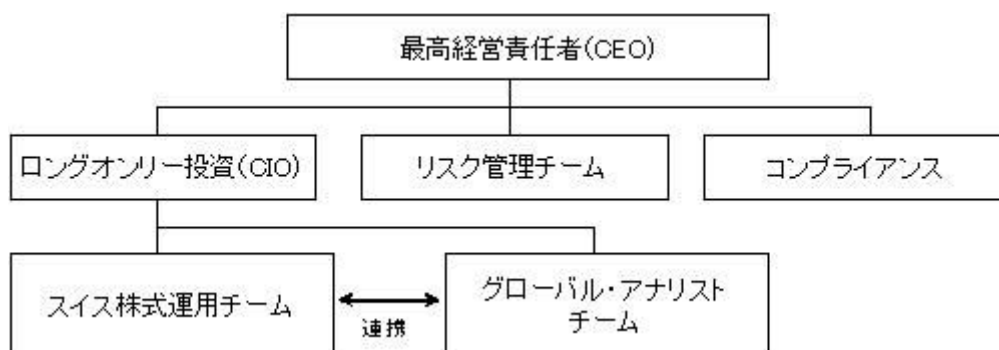 最高経営責任者(CEO)
ロングオンリー投資(CIO)
リスク管理チーム
コンプライアンス
スイス株式運用チーム
連携
グローバル・アナリスト
チーム